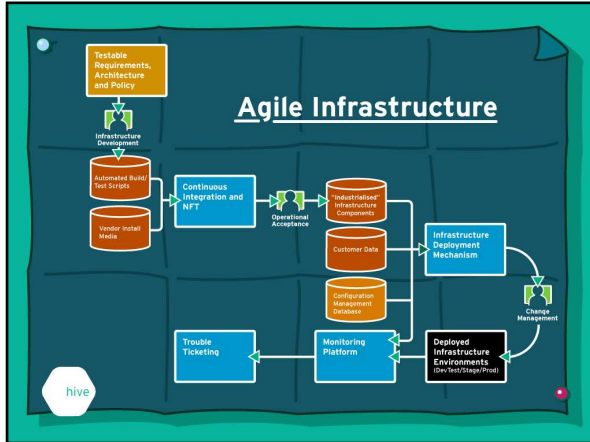 Testable
Requirements,
Architecture
and Policy
Agile Infrastructure
Infrastructure
Development
Automated Build/
Test Scripts
Vendor Install
Media
Continuous
Integration and
NFT
Operational
Acceptance
"Industrialised"
Infrastructure
Components
Customer Data
Configuration
Management
Database
Infrastructure
Deployment
Mechanism
Change
Management
Trouble
Ticketing
Monitoring
Platform
Deployed
Infrastructure
Environments
(DevTest/Stage/Prod)
hive